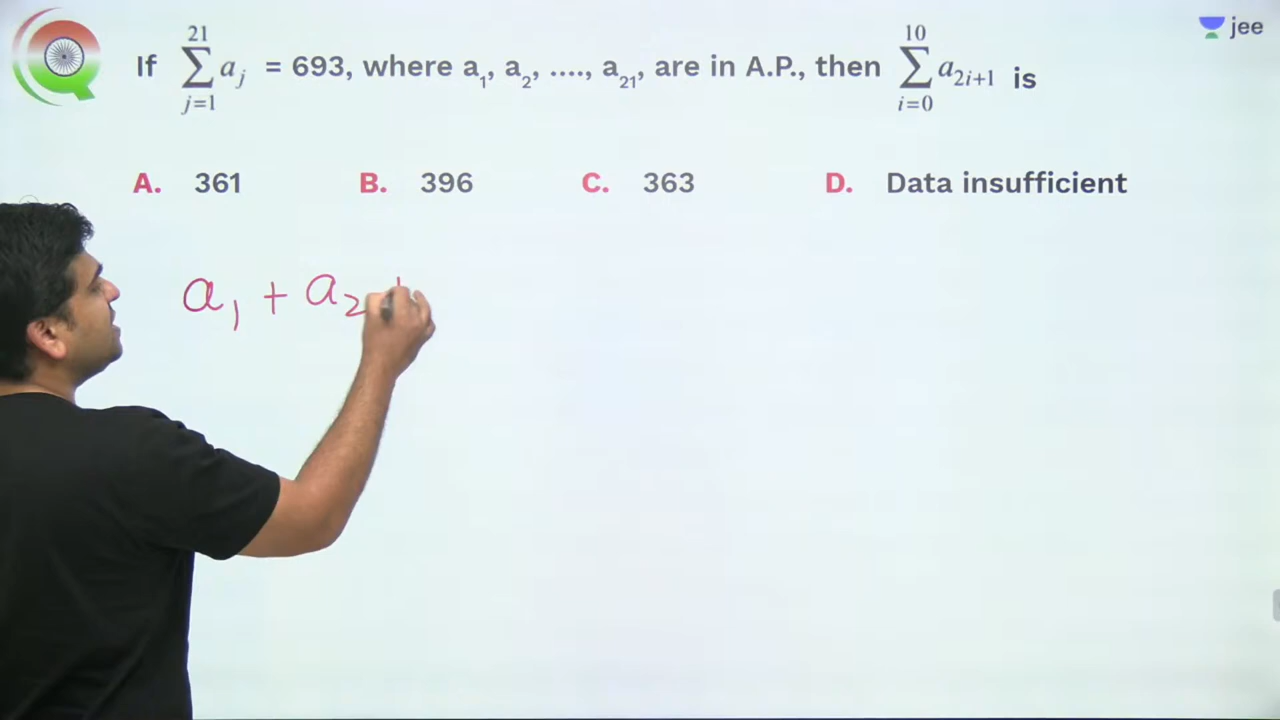 jee
If \sum_{j=1}^{21} a_j = 693, where a₁, a₂, ...., a₂₁, are in A.P., then \sum_{i=0}^{10} a_{2i+1} is
A. 361 B. 396 C. 363 D. Data insufficient
a₁ + a₂ +